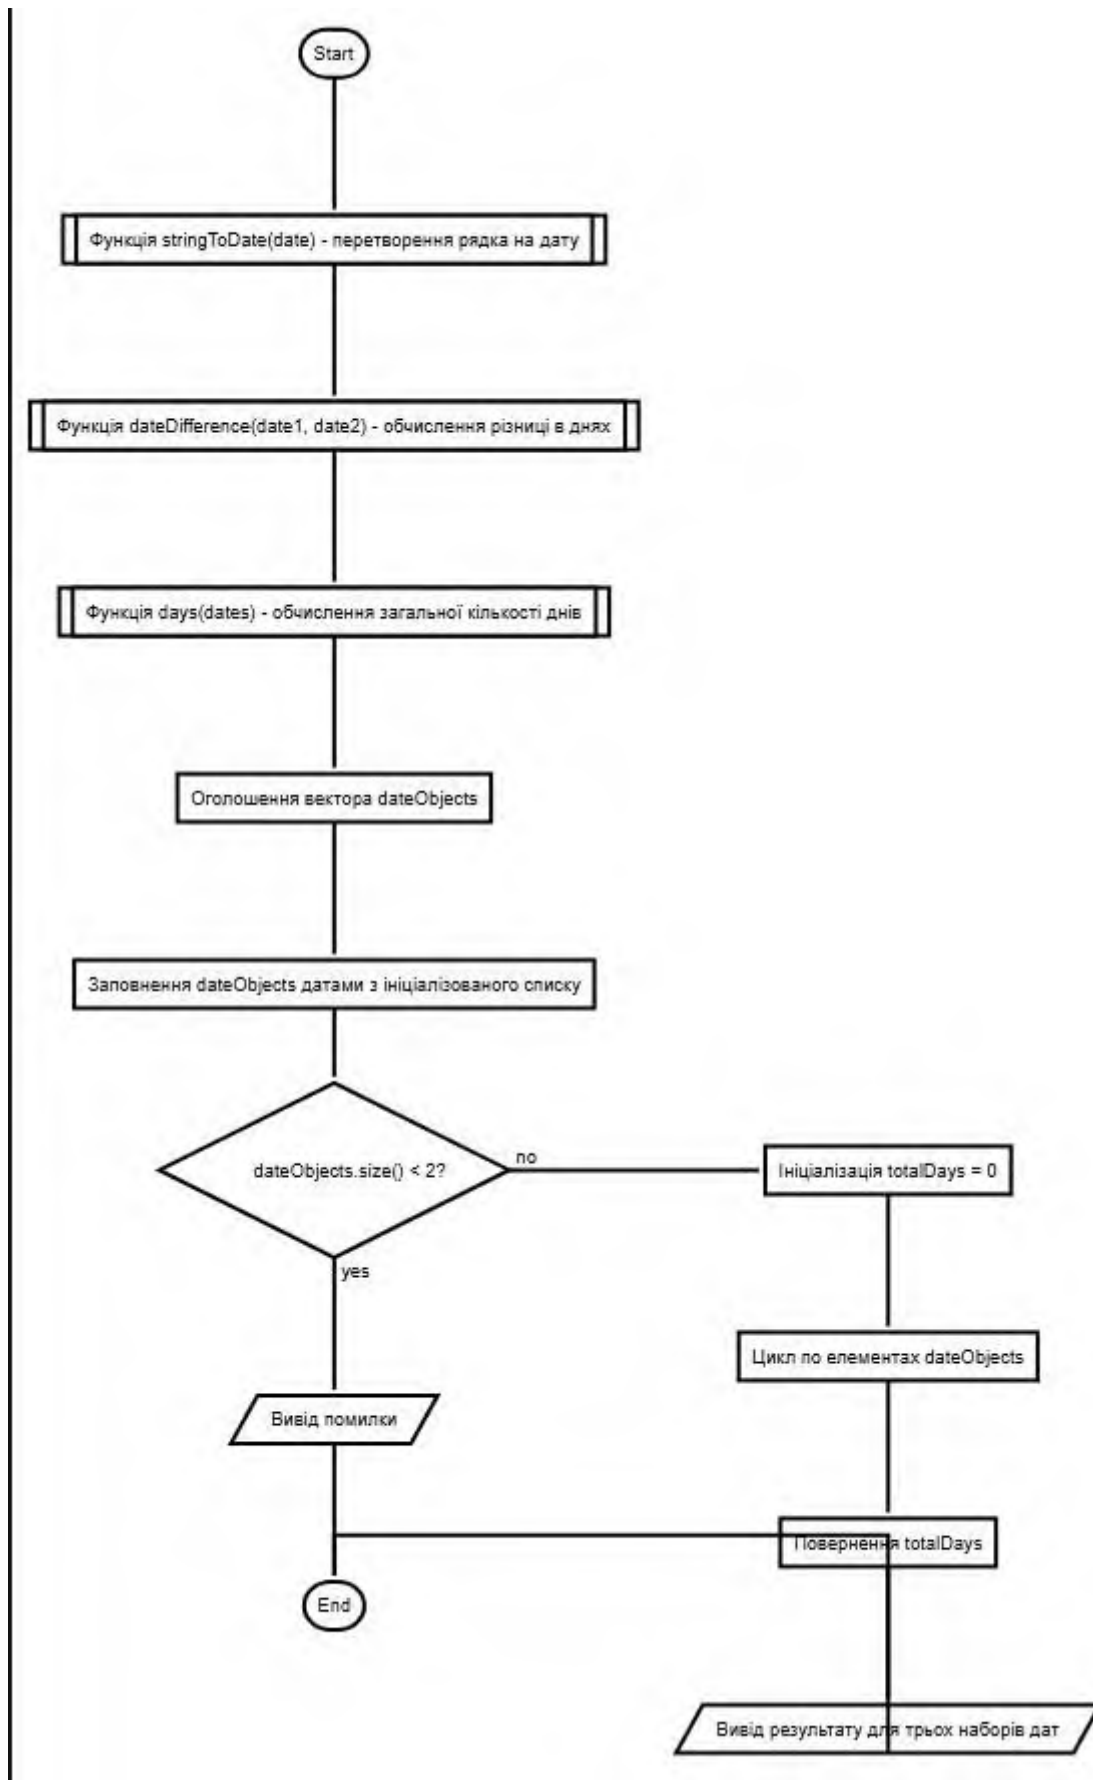 Start
Функція stringToDate(date) - перетворення рядка на дату
Функція dateDifference(date1, date2) - обчислення різниці в днях
Функція days(dates) - обчислення загальної кількості днів
Оголошення вектора dateObjects
Заповнення dateObjects датами з ініціалізованого списку
dateObjects.size() < 2?
no
Ініціалізація totalDays = 0
yes
Цикл по елементах dateObjects
Вивід помилки
Повернення totalDays
End
Вивід результату для трьох наборів дат